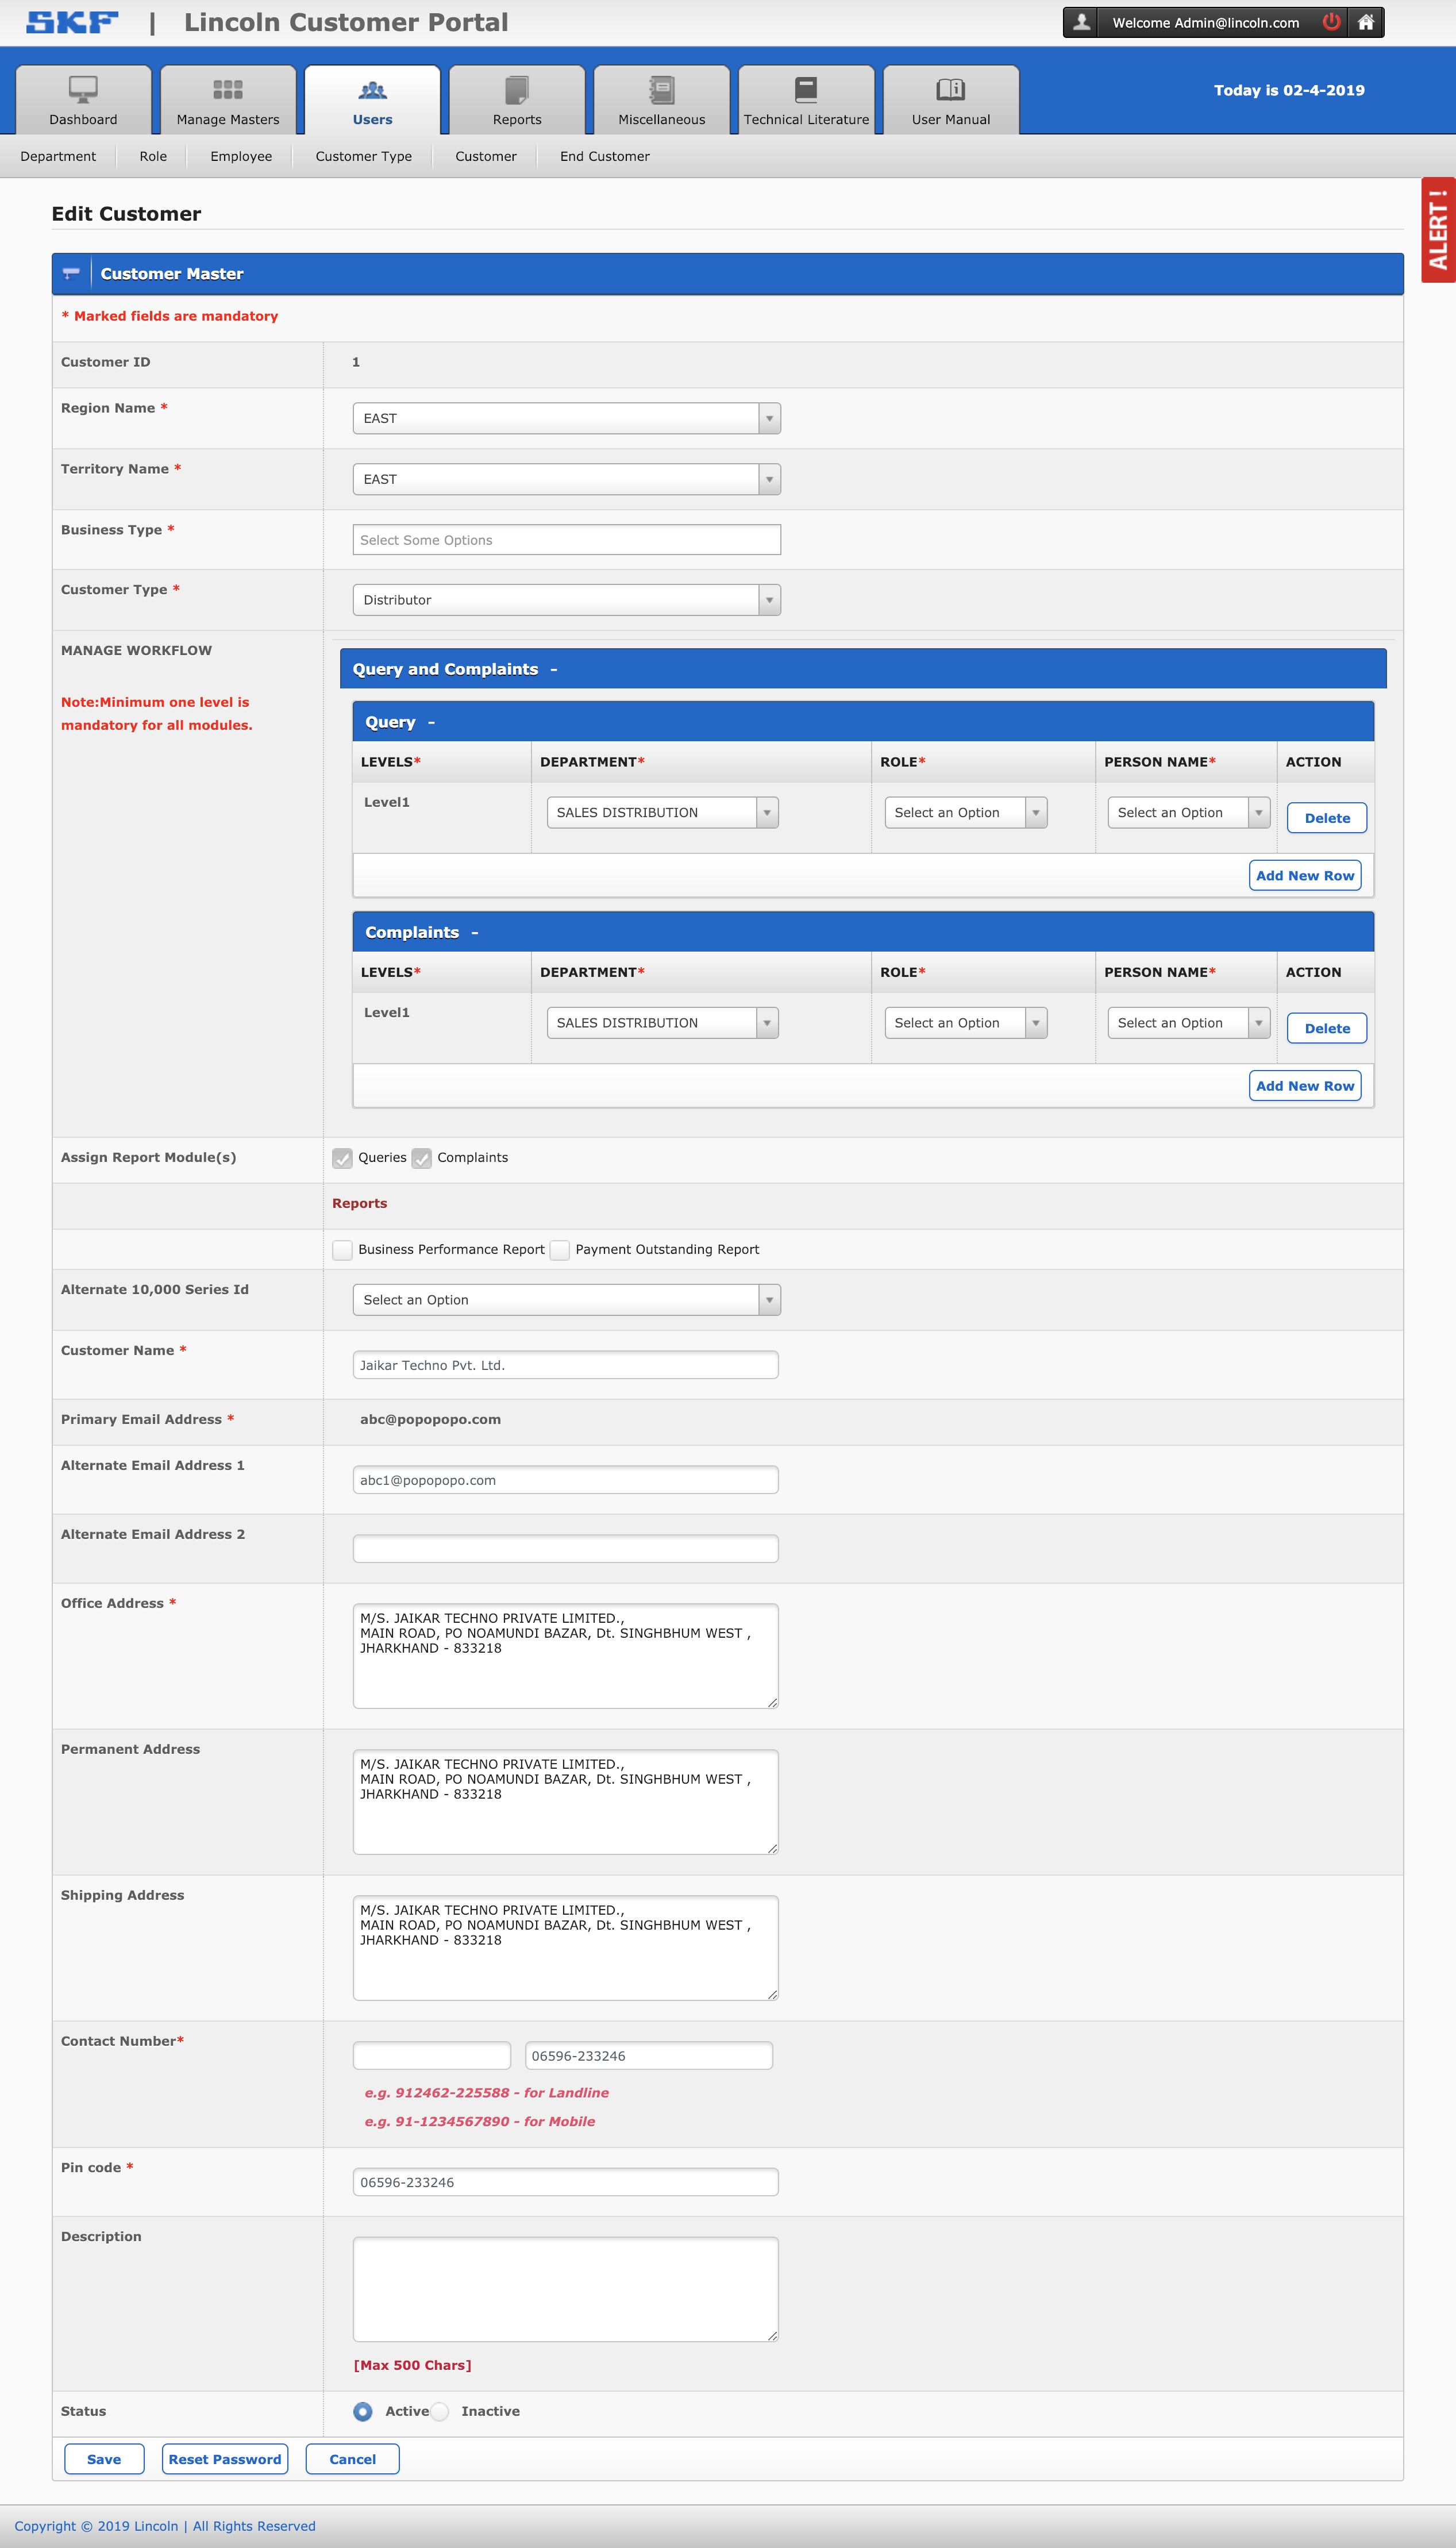 SKF | Lincoln Customer Portal
Welcome Admin@lincoln.com
Dashboard
Manage Masters
Users
Reports
Miscellaneous
Technical Literature
User Manual
Today is 02-4-2019
Department Role Employee Customer Type Customer End Customer
ALERT !
Edit Customer
Customer Master
* Marked fields are mandatory
Customer ID 1
Region Name * EAST
Territory Name * EAST
Business Type * Select Some Options
Customer Type * Distributor
MANAGE WORKFLOW
Note:Minimum one level is
mandatory for all modules.
Query and Complaints -
Query -
LEVELS* DEPARTMENT* ROLE* PERSON NAME* ACTION
Level1 SALES DISTRIBUTION Select an Option Select an Option Delete
Add New Row
Complaints -
LEVELS* DEPARTMENT* ROLE* PERSON NAME* ACTION
Level1 SALES DISTRIBUTION Select an Option Select an Option Delete
Add New Row
Assign Report Module(s) Queries Complaints
Reports
Business Performance Report Payment Outstanding Report
Alternate 10,000 Series Id Select an Option
Customer Name * Jaikar Techno Pvt. Ltd.
Primary Email Address * abc@popopopo.com
Alternate Email Address 1 abc1@popopopo.com
Alternate Email Address 2
Office Address *
M/S. JAIKAR TECHNO PRIVATE LIMITED.,
MAIN ROAD, PO NOAMUNDI BAZAR, Dt. SINGHBHUM WEST ,
JHARKHAND - 833218
Permanent Address
M/S. JAIKAR TECHNO PRIVATE LIMITED.,
MAIN ROAD, PO NOAMUNDI BAZAR, Dt. SINGHBHUM WEST ,
JHARKHAND - 833218
Shipping Address
M/S. JAIKAR TECHNO PRIVATE LIMITED.,
MAIN ROAD, PO NOAMUNDI BAZAR, Dt. SINGHBHUM WEST ,
JHARKHAND - 833218
Contact Number* 06596-233246
e.g. 912462-225588 - for Landline
e.g. 91-1234567890 - for Mobile
Pin code * 06596-233246
Description
[Max 500 Chars]
Status Active Inactive
Save Reset Password Cancel
Copyright © 2019 Lincoln | All Rights Reserved